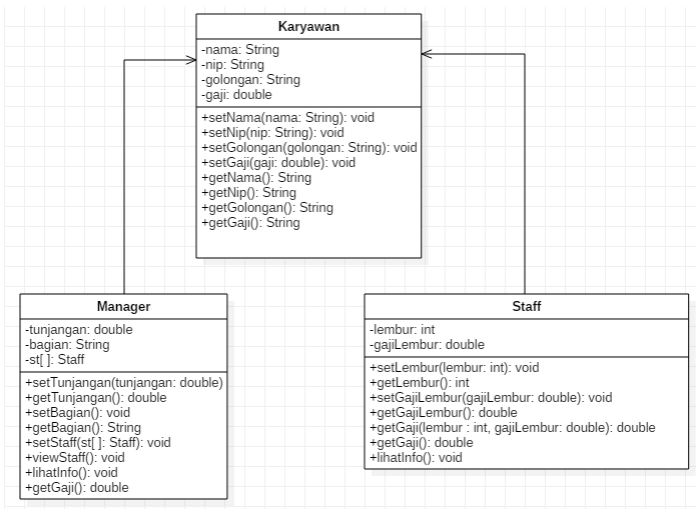 Karyawan
-nama: String
-nip: String
-golongan: String
-gaji: double
+setNama(nama: String): void
+setNip(nip: String): void
+setGolongan(golongan: String): void
+setGaji(gaji: double): void
+getNama(): String
+getNip(): String
+getGolongan(): String
+getGaji(): String
Manager
-tunjangan: double
-bagian: String
-st[ ]: Staff
+setTunjangan(tunjangan: double)
+getTunjangan(): double
+setBagian(): void
+getBagian(): String
+setStaff(st[ ]: Staff): void
+viewStaff(): void
+lihatInfo(): void
+getGaji(): double
Staff
-lembur: int
-gajiLembur: double
+setLembur(lembur: int): void
+getLembur(): int
+setGajiLembur(gajiLembur: double): void
+getGajiLembur(): double
+getGaji(lembur : int, gajiLembur: double): double
+getGaji(): double
+lihatInfo(): void